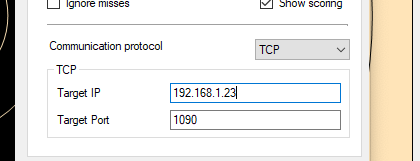 Ignore misses Show scoring
Communication protocol TCP
TCP
Target IP 192.168.1.23
Target Port 1090